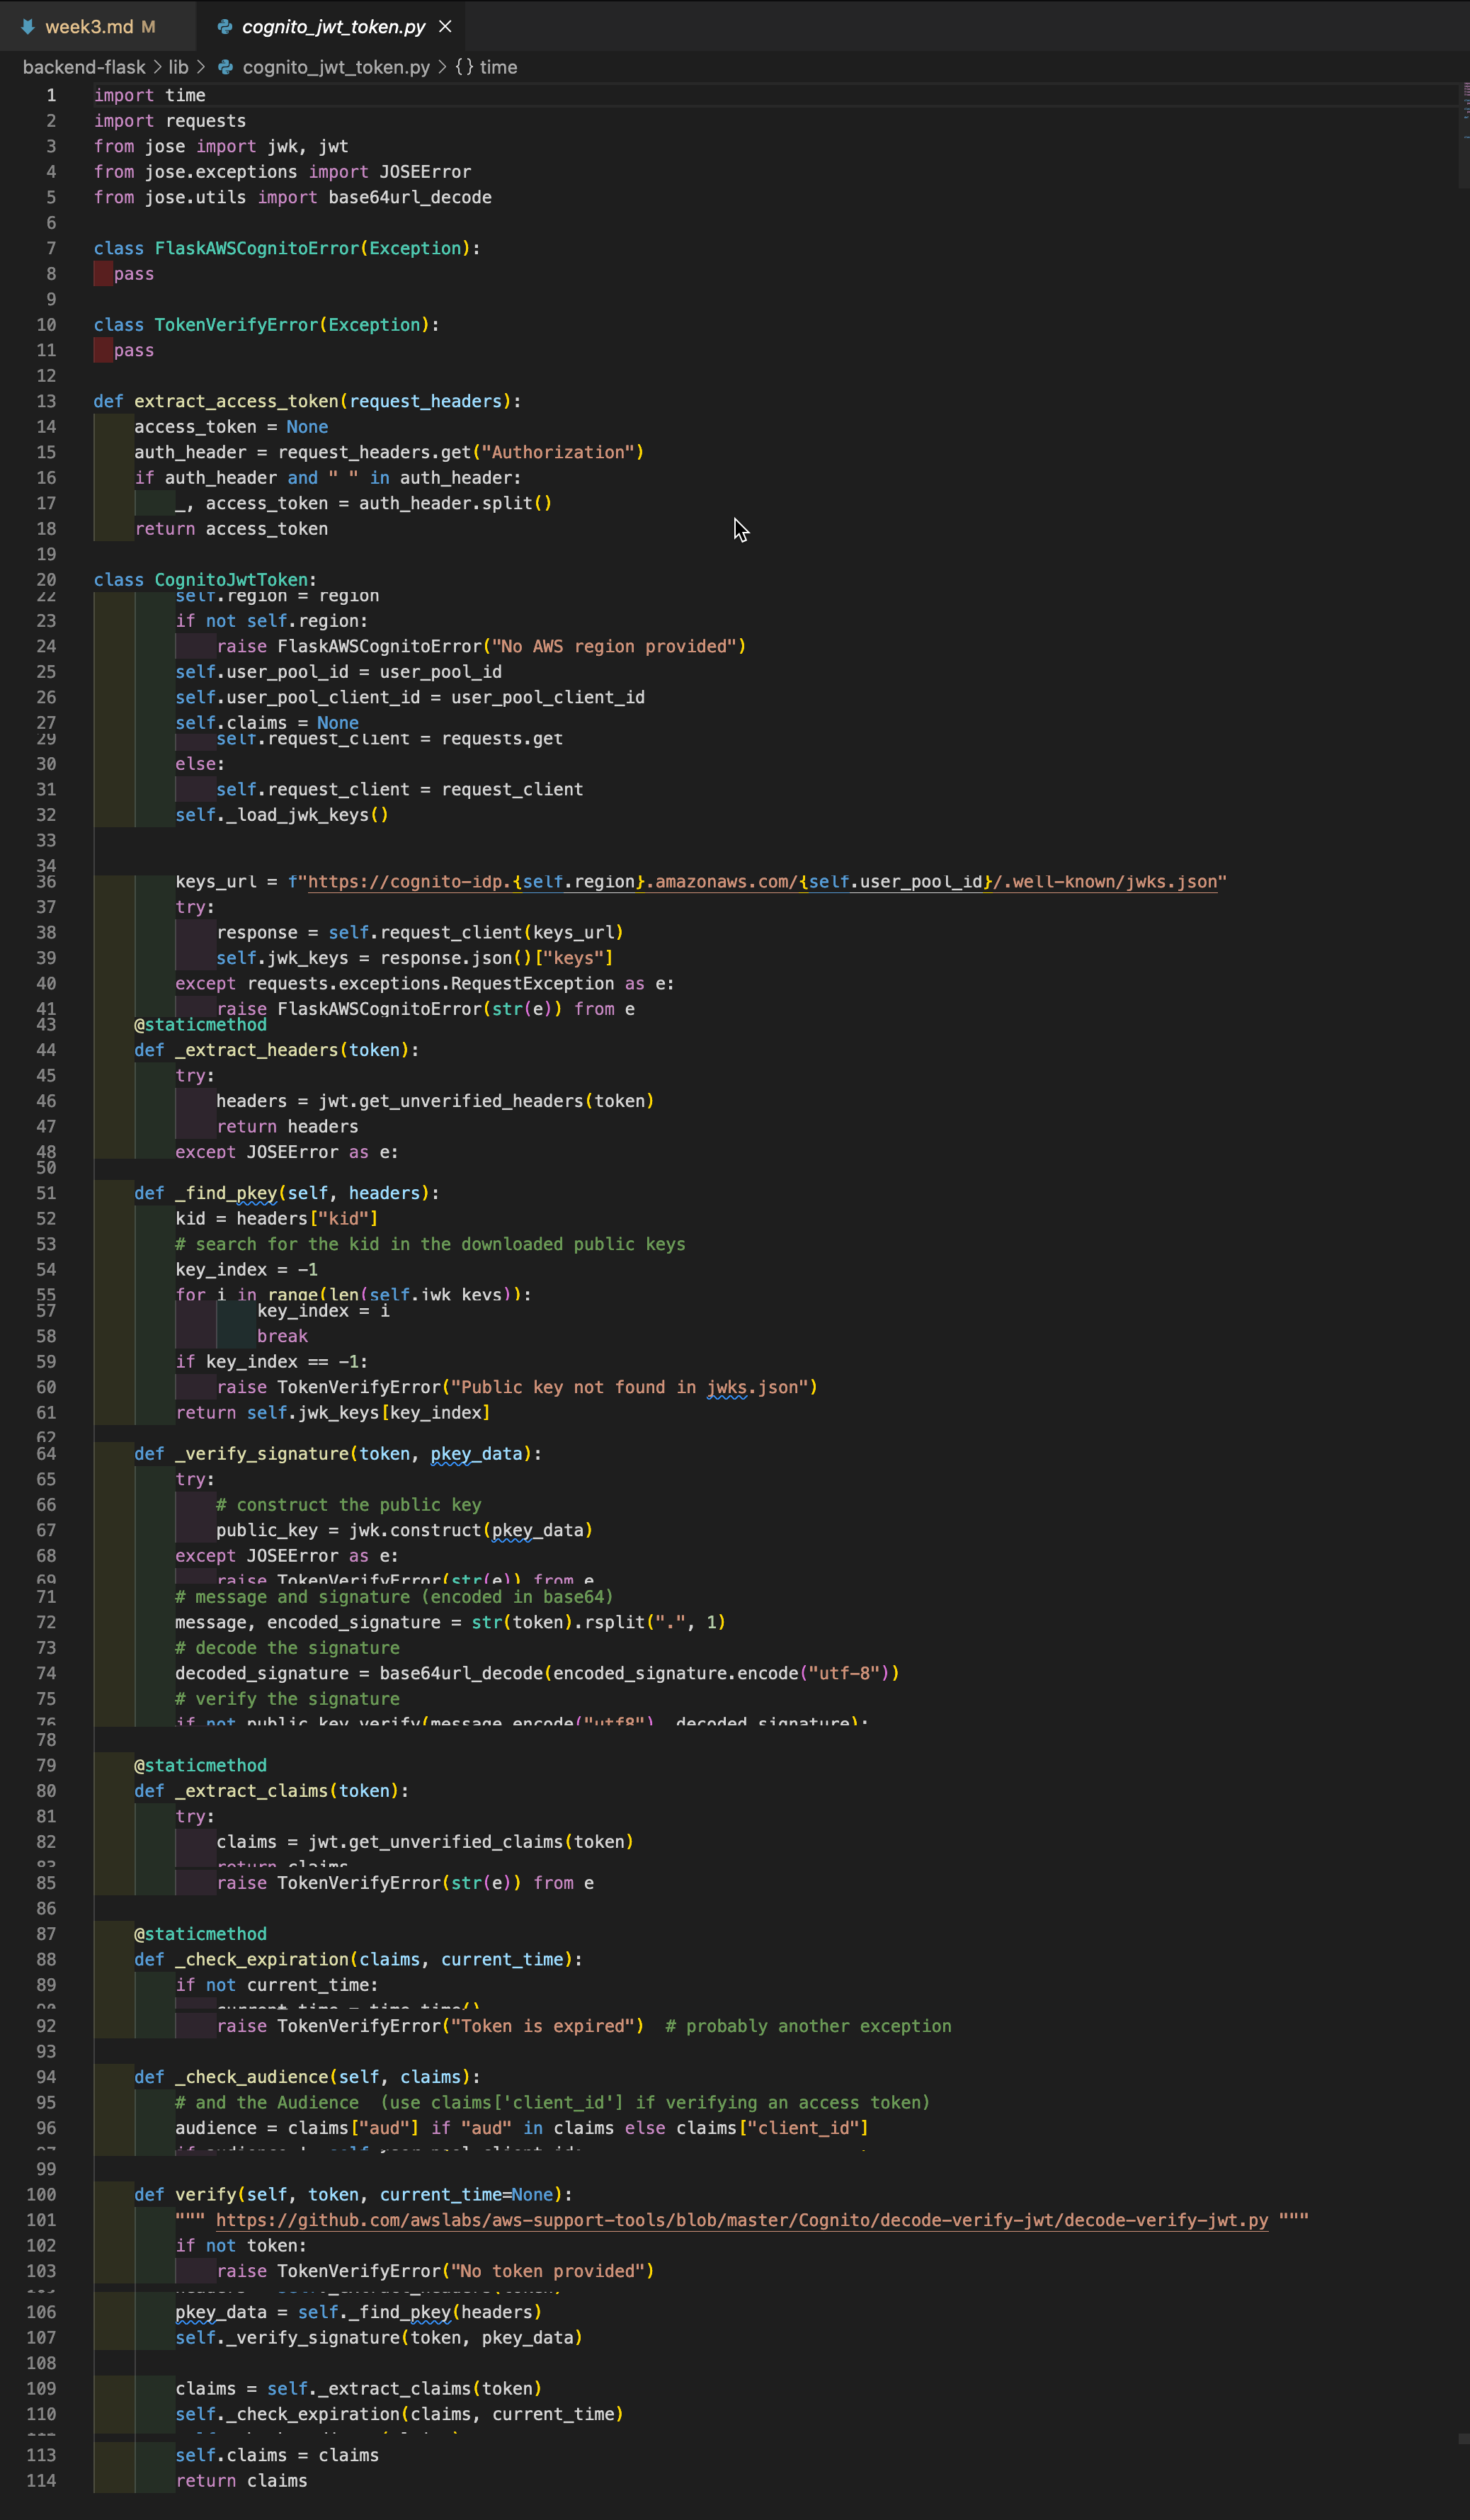 week3.md M
cognito_jwt_token.py
backend-flask > lib > cognito_jwt_token.py > {} time
1 import time
2 import requests
3 from jose import jwk, jwt
4 from jose.exceptions import JOSEError
5 from jose.utils import base64url_decode
6
7 class FlaskAWSCognitoError(Exception):
8   pass
9
10 class TokenVerifyError(Exception):
11   pass
12
13 def extract_access_token(request_headers):
14     access_token = None
15     auth_header = request_headers.get("Authorization")
16     if auth_header and " " in auth_header:
17         _, access_token = auth_header.split()
18     return access_token
19
20 class CognitoJwtToken:
22         self.region = region
23         if not self.region:
24             raise FlaskAWSCognitoError("No AWS region provided")
25         self.user_pool_id = user_pool_id
26         self.user_pool_client_id = user_pool_client_id
27         self.claims = None
29             self.request_client = requests.get
30         else:
31             self.request_client = request_client
32         self._load_jwk_keys()
33
34
36         keys_url = f"https://cognito-idp.{self.region}.amazonaws.com/{self.user_pool_id}/.well-known/jwks.json"
37         try:
38             response = self.request_client(keys_url)
39             self.jwk_keys = response.json()["keys"]
40         except requests.exceptions.RequestException as e:
41             raise FlaskAWSCognitoError(str(e)) from e
43     @staticmethod
44     def _extract_headers(token):
45         try:
46             headers = jwt.get_unverified_headers(token)
47             return headers
48         except JOSEError as e:
50
51     def _find_pkey(self, headers):
52         kid = headers["kid"]
53         # search for the kid in the downloaded public keys
54         key_index = -1
55         for i in range(len(self.jwk_keys)):
57                 key_index = i
58                 break
59         if key_index == -1:
60             raise TokenVerifyError("Public key not found in jwks.json")
61         return self.jwk_keys[key_index]
62
64     def _verify_signature(token, pkey_data):
65         try:
66             # construct the public key
67             public_key = jwk.construct(pkey_data)
68         except JOSEError as e:
69             raise TokenVerifyError(str(e)) from e
71         # message and signature (encoded in base64)
72         message, encoded_signature = str(token).rsplit(".", 1)
73         # decode the signature
74         decoded_signature = base64url_decode(encoded_signature.encode("utf-8"))
75         # verify the signature
76         if not public_key.verify(message.encode("utf8"), decoded_signature):
78
79     @staticmethod
80     def _extract_claims(token):
81         try:
82             claims = jwt.get_unverified_claims(token)
83             return claims
85             raise TokenVerifyError(str(e)) from e
86
87     @staticmethod
88     def _check_expiration(claims, current_time):
89         if not current_time:
90             current_time = time.time()
92             raise TokenVerifyError("Token is expired")  # probably another exception
93
94     def _check_audience(self, claims):
95         # and the Audience  (use claims['client_id'] if verifying an access token)
96         audience = claims["aud"] if "aud" in claims else claims["client_id"]
99
100     def verify(self, token, current_time=None):
101         """ https://github.com/awslabs/aws-support-tools/blob/master/Cognito/decode-verify-jwt/decode-verify-jwt.py """
102         if not token:
103             raise TokenVerifyError("No token provided")
106         pkey_data = self._find_pkey(headers)
107         self._verify_signature(token, pkey_data)
108
109         claims = self._extract_claims(token)
110         self._check_expiration(claims, current_time)
113         self.claims = claims
114         return claims